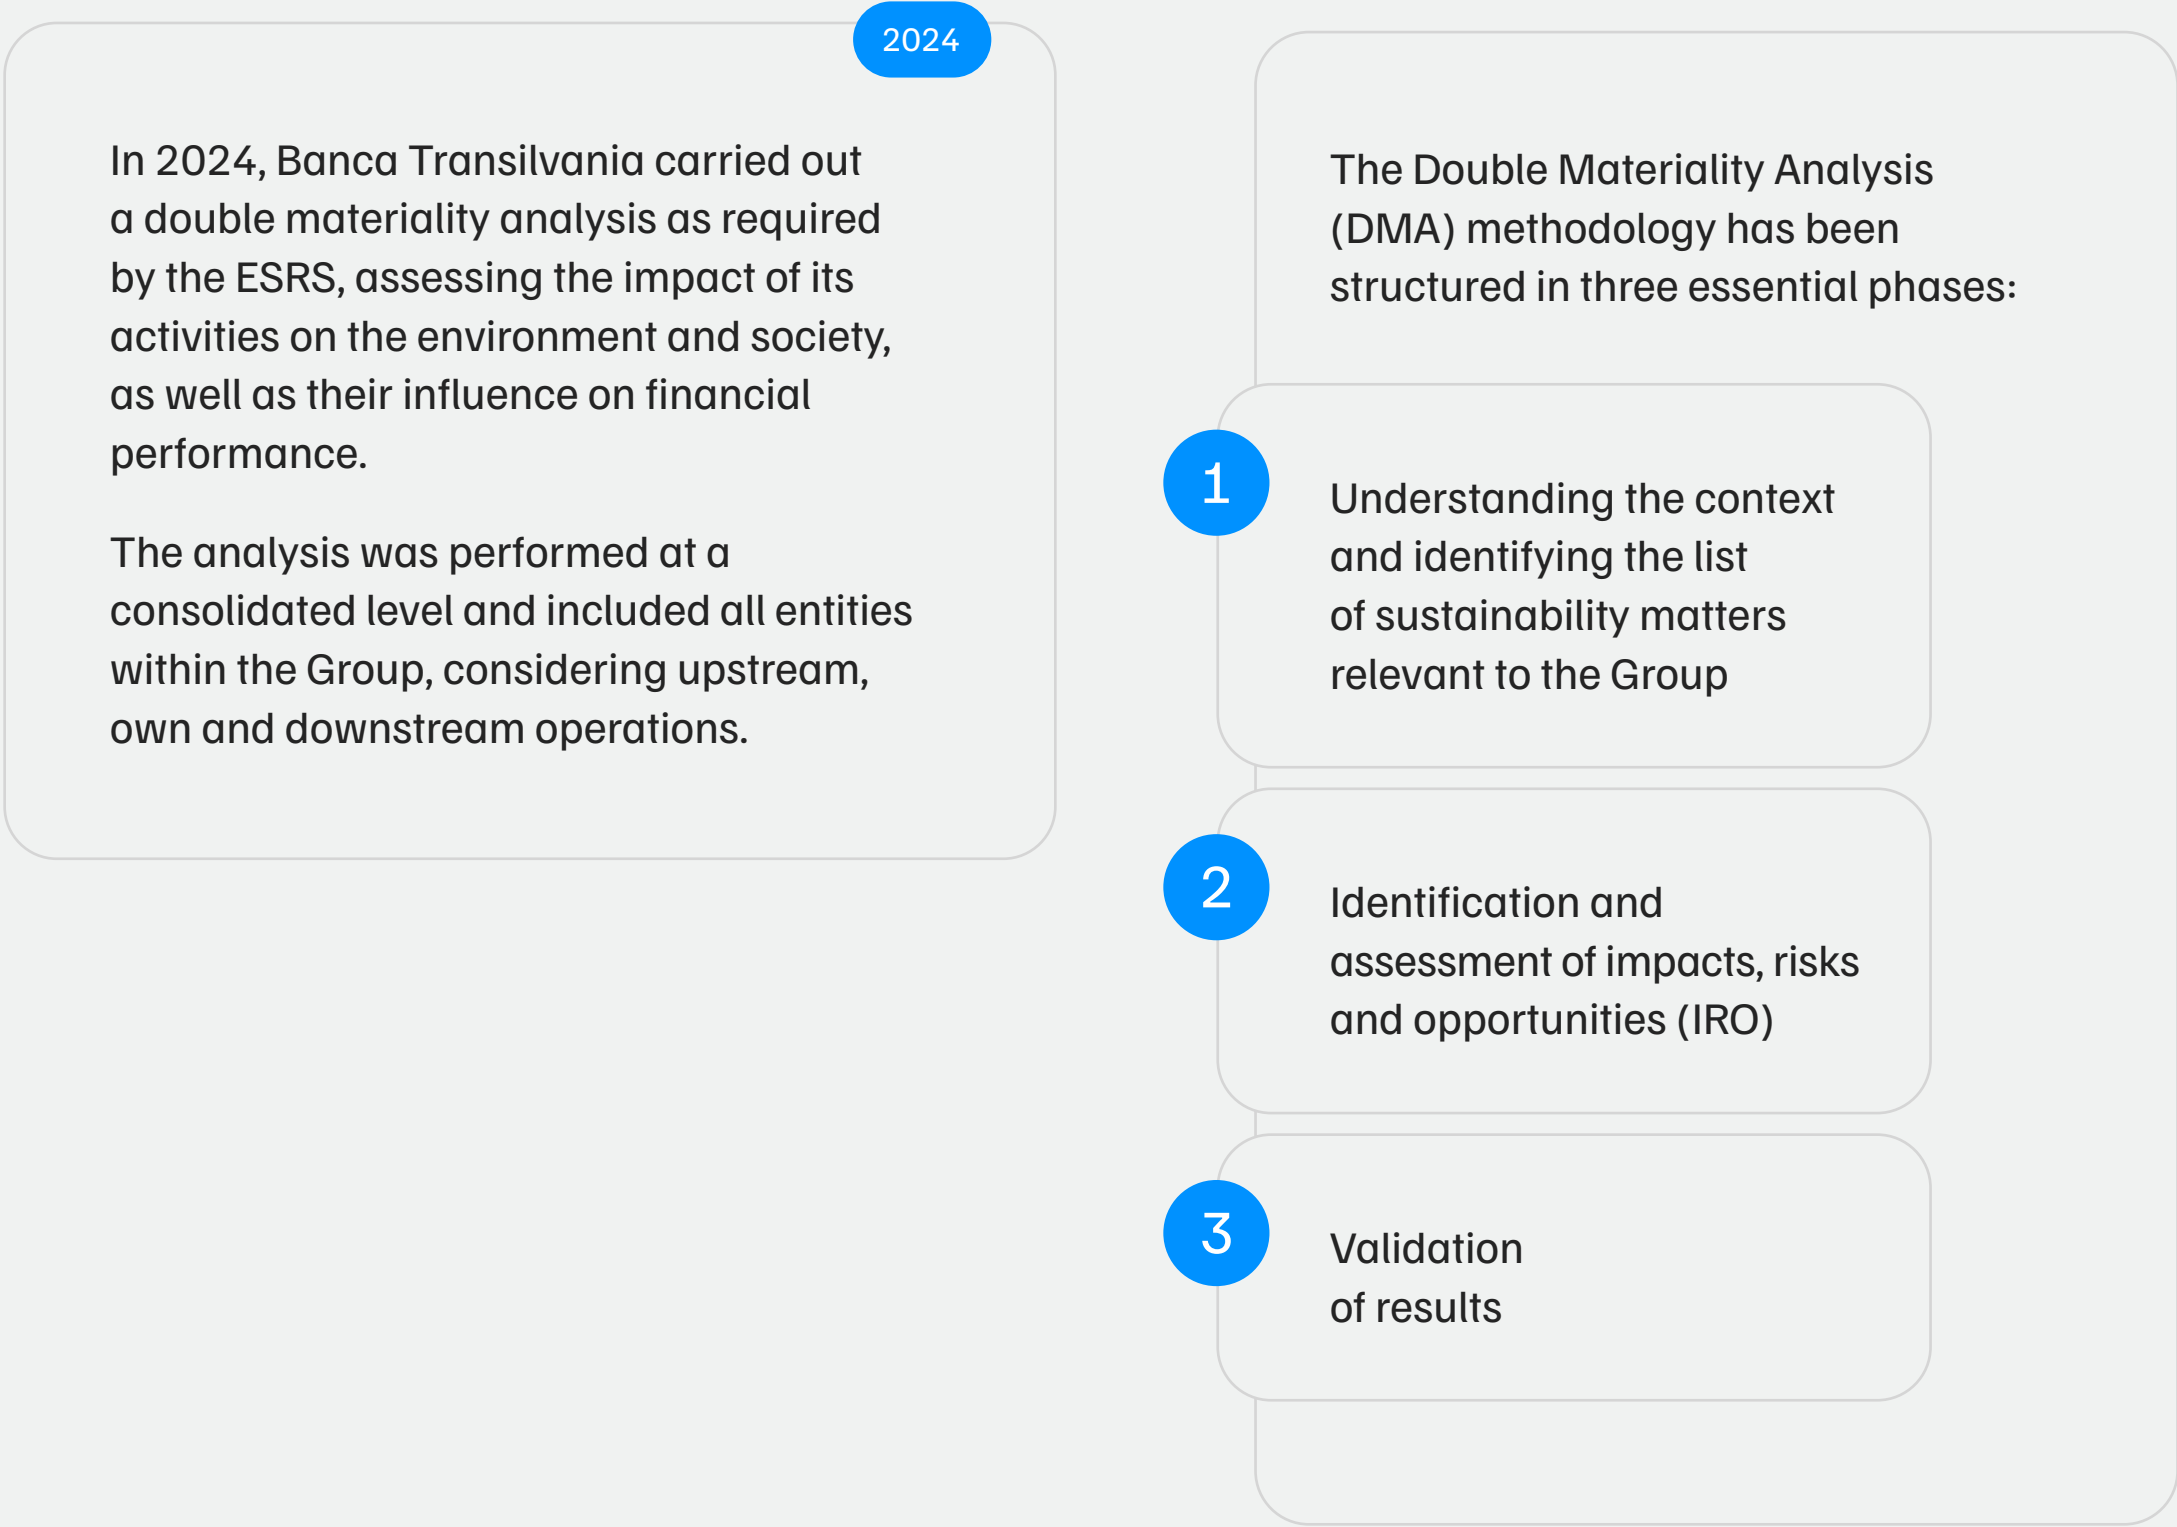 2024
In 2024, Banca Transilvania carried out
a double materiality analysis as required
by the ESRS, assessing the impact of its
activities on the environment and society,
as well as their influence on financial
performance.
The analysis was performed at a
consolidated level and included all entities
within the Group, considering upstream,
own and downstream operations.
The Double Materiality Analysis
(DMA) methodology has been
structured in three essential phases:
1
Understanding the context
and identifying the list
of sustainability matters
relevant to the Group
2
Identification and
assessment of impacts, risks
and opportunities (IRO)
3
Validation
of results